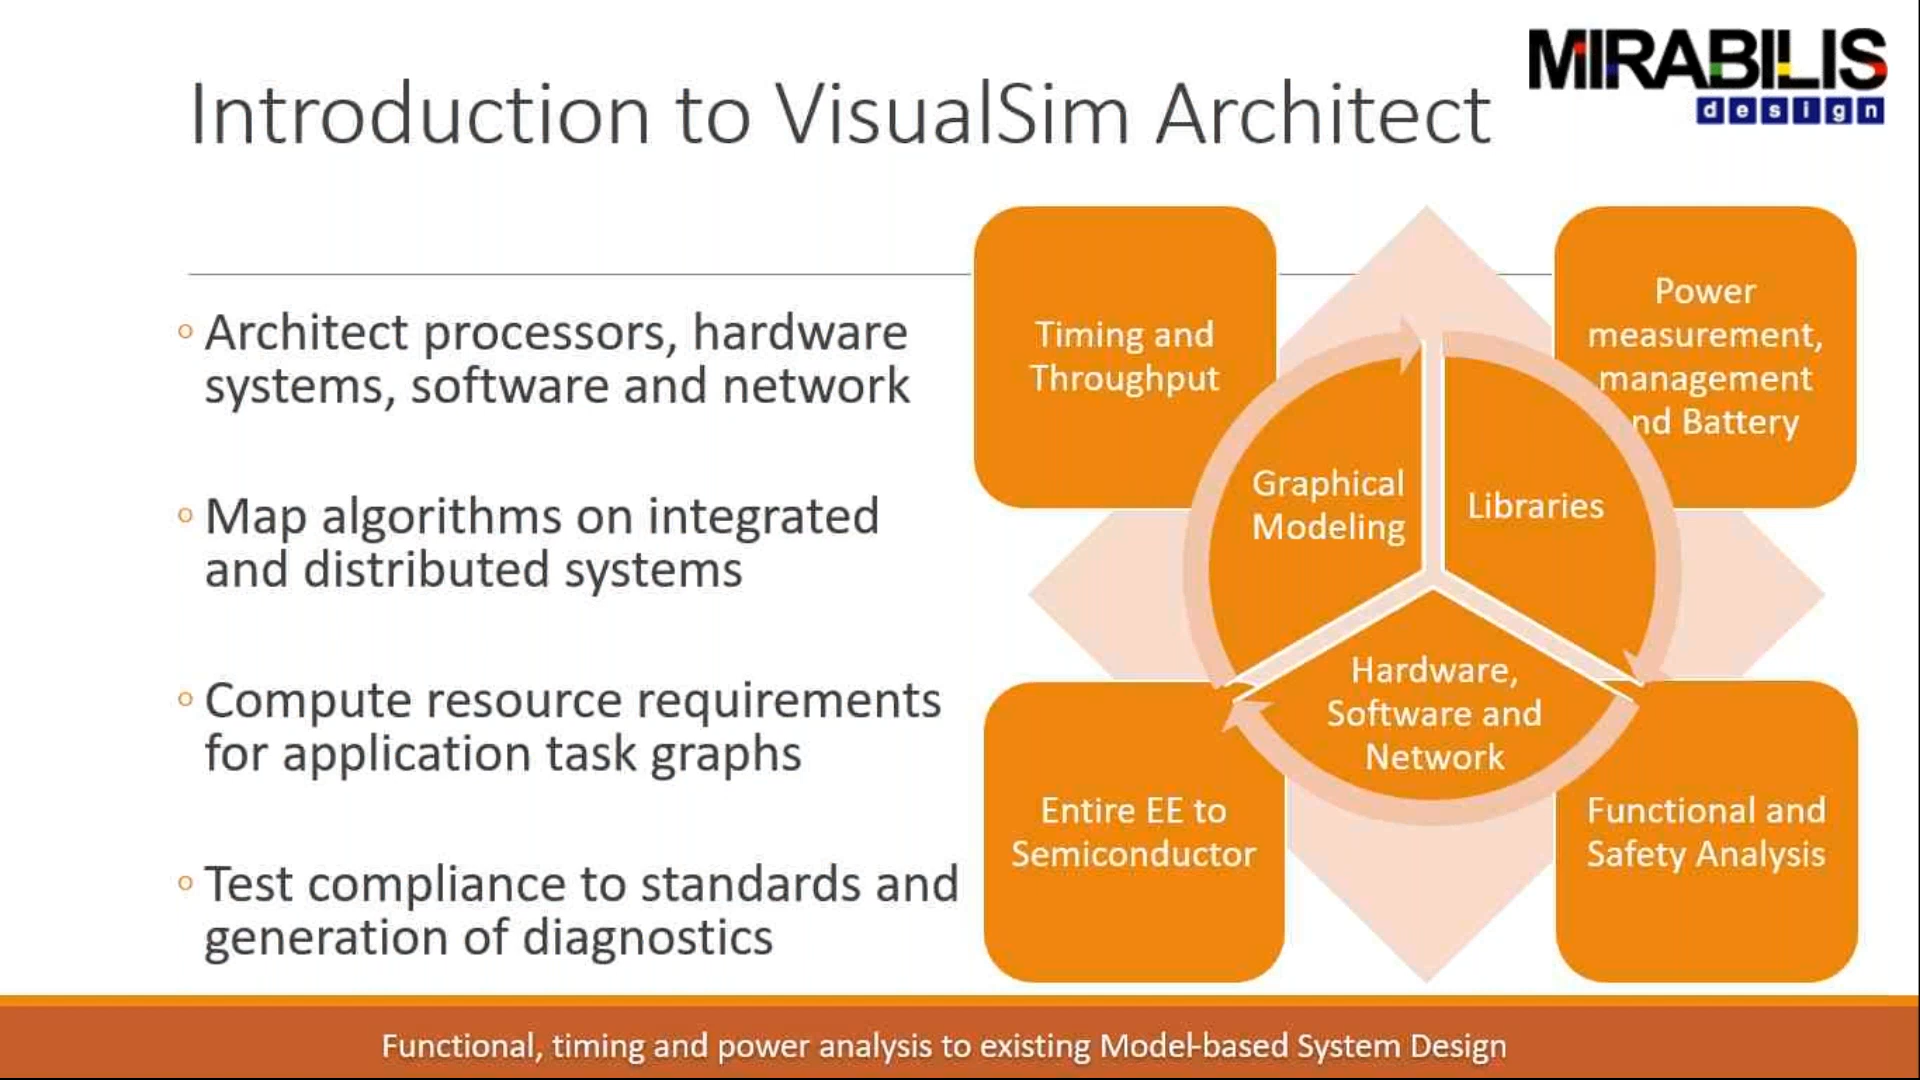 MIRABILIS
design
Introduction to VisualSim Architect
◦ Architect processors, hardware
systems, software and network
◦ Map algorithms on integrated
and distributed systems
◦ Compute resource requirements
for application task graphs
◦ Test compliance to standards and
generation of diagnostics
Timing and
Throughput
Power
measurement,
management
nd Battery
Graphical
Modeling
Libraries
Hardware,
Software and
Network
Entire EE to
Semiconductor
Functional and
Safety Analysis
Functional, timing and power analysis to existing Model-based System Design